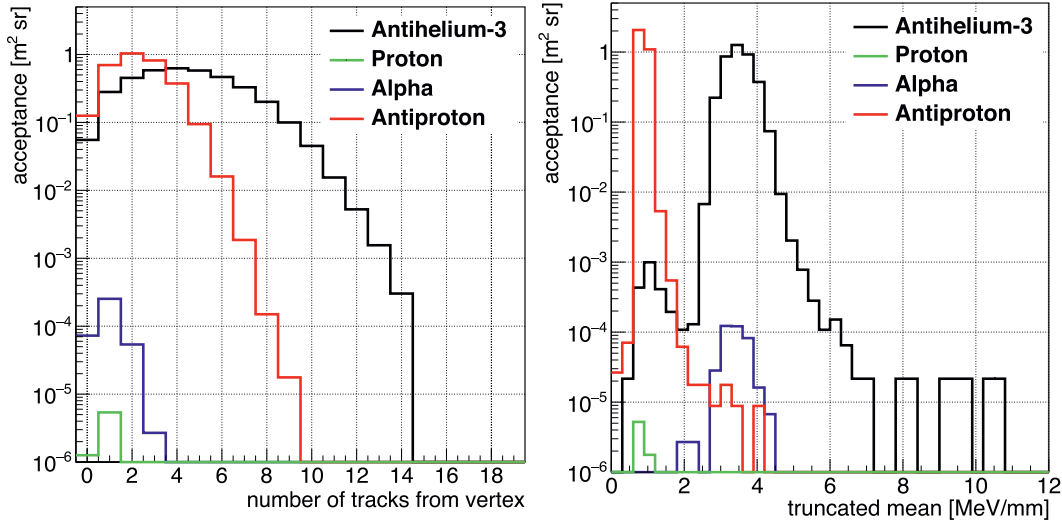 acceptance [m² sr]
Antihelium-3
Proton
Alpha
Antiproton
1
10⁻¹
10⁻²
10⁻³
10⁻⁴
10⁻⁵
10⁻⁶
0 2 4 6 8 10 12 14 16 18
number of tracks from vertex
acceptance [m² sr]
Antihelium-3
Proton
Alpha
Antiproton
1
10⁻¹
10⁻²
10⁻³
10⁻⁴
10⁻⁵
10⁻⁶
0 2 4 6 8 10 12
truncated mean [MeV/mm]